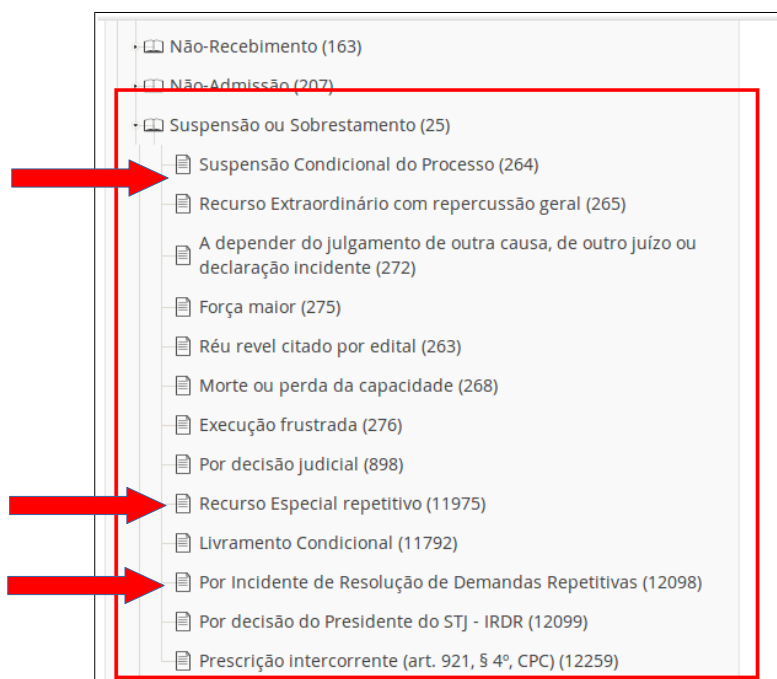 Não-Recebimento (163)
Não-Admissão (207)
Suspensão ou Sobrestamento (25)
Suspensão Condicional do Processo (264)
Recurso Extraordinário com repercussão geral (265)
A depender do julgamento de outra causa, de outro juízo ou
declaração incidente (272)
Força maior (275)
Réu revel citado por edital (263)
Morte ou perda da capacidade (268)
Execução frustrada (276)
Por decisão judicial (898)
Recurso Especial repetitivo (11975)
Livramento Condicional (11792)
Por Incidente de Resolução de Demandas Repetitivas (12098)
Por decisão do Presidente do STJ - IRDR (12099)
Prescrição intercorrente (art. 921, § 4º, CPC) (12259)